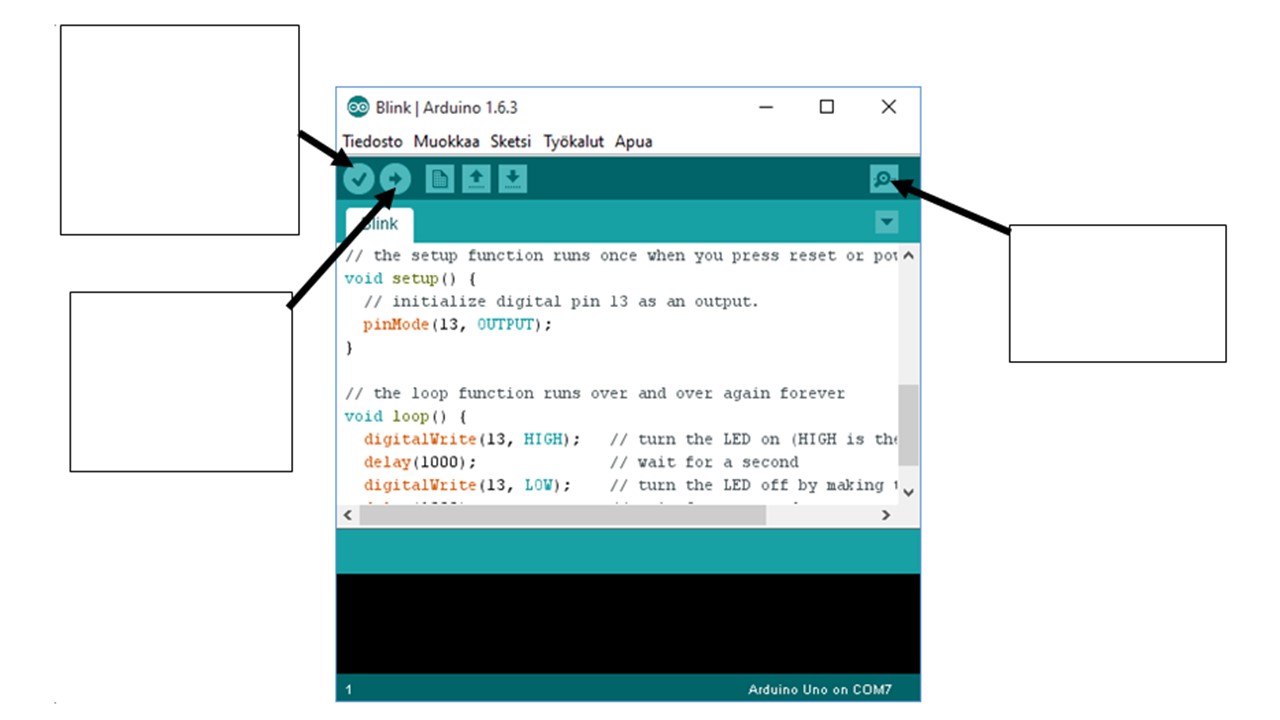 Blink | Arduino 1.6.3
Tiedosto Muokkaa Sketsi Työkalut Apua
Blink
// the setup function runs once when you press reset or
void setup() {
// initialize digital pin 13 as an output.
pinMode(13, OUTPUT);
}
// the loop function runs over and over again forever
void loop() {
digitalWrite(13, HIGH); // turn the LED on (HIGH is the
delay(1000); // wait for a second
digitalWrite(13, LOW); // turn the LED off by making
1
Arduino Uno on COM7